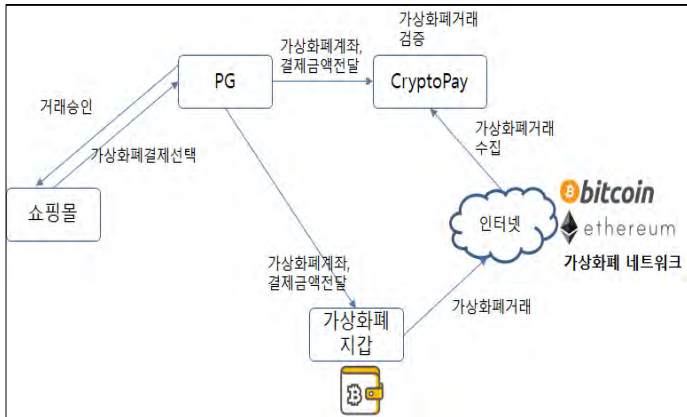 가상화폐거래
검증
가상화폐계좌,
결제금액전달
PG
CryptoPay
거래승인
가상화폐결제선택
가상화폐거래
수집
쇼핑몰
인터넷
bitcoin
ethereum
가상화폐 네트워크
가상화폐계좌,
결제금액전달
가상화폐거래
가상화폐
지갑